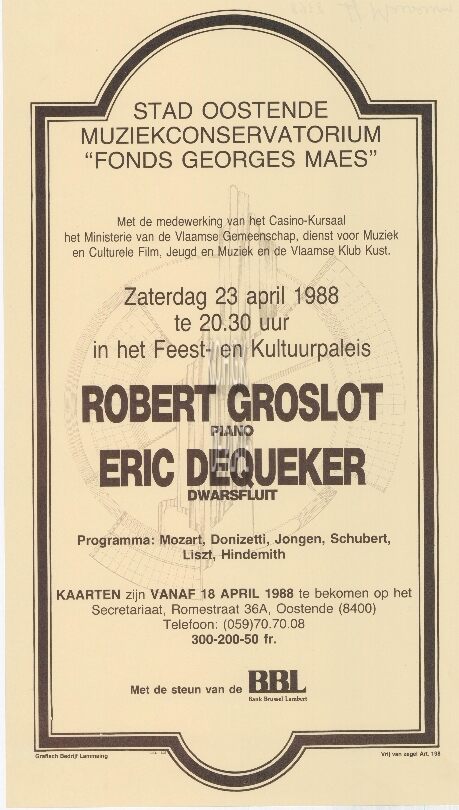 STAD OOSTENDE
MUZIEKCONSERVATORIUM
"FONDS GEORGES MAES"
Met de medewerking van het Casino-Kursaal
het Ministerie van de Vlaamse Gemeenschap, dienst voor Muziek
en Culturele Film, Jeugd en Muziek en de Vlaamse Klub Kust.
Zaterdag 23 april 1988
te 20.30 uur
in het Feest- en Kultuurpaleis
ROBERT GROSLOT
PIANO
ERIC DEQUEKER
DWARSFLUIT
Programma: Mozart, Donizetti, Jongen, Schubert,
Liszt, Hindemith
KAARTEN zijn VANAF 18 APRIL 1988 te bekomen op het
Secretariaat, Romestraat 36A, Oostende (8400)
Telefoon: (059)70.70.08
300-200-50 fr.
Met de steun van de BBL
Bank Brussel Lambert
Grafisch Bedrijf Lammaing
Vrij van zegel Art. 198